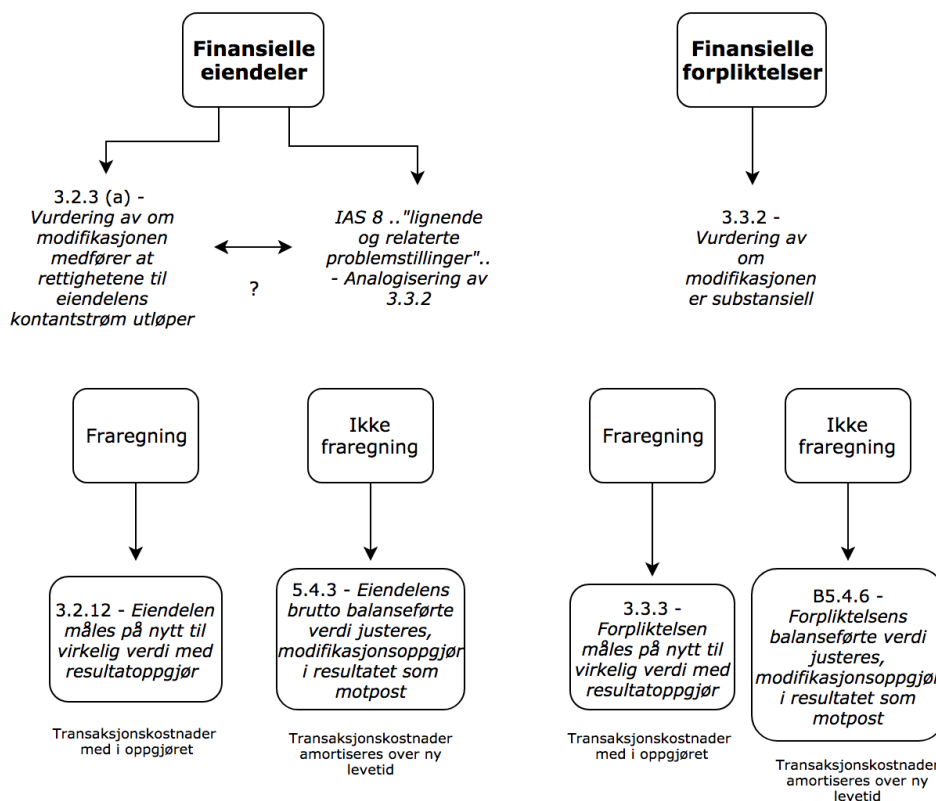 Finansielle
eiendeler
Finansielle
forpliktelser
3.2.3 (a) -
Vurdering av om
modifikasjonen
medfører at
rettighetene til
eiendelens
kontantstrøm utløper
?
IAS 8 .."lignende
og relaterte
problemstillinger"..
- Analogisering av
3.3.2
3.3.2 -
Vurdering av
om
modifikasjonen
er substansiell
Fraregning
Ikke
fraregning
Fraregning
Ikke
fraregning
3.2.12 - Eiendelen
måles på nytt til
virkelig verdi med
resultatoppgjør
5.4.3 - Eiendelens
brutto balanseførte
verdi justeres,
modifikasjonsoppgjør
i resultatet som
motpost
3.3.3 -
Forpliktelsen
måles på nytt til
virkelig verdi med
resultatoppgjør
B5.4.6 -
Forpliktelsens
balanseførte verdi
justeres,
modifikasjonsoppgjør
i resultatet som
motpost
Transaksjonskostnader
med i oppgjøret
Transaksjonskostnader
amortiseres over ny
levetid
Transaksjonskostnader
med i oppgjøret
Transaksjonskostnader
amortiseres over ny
levetid